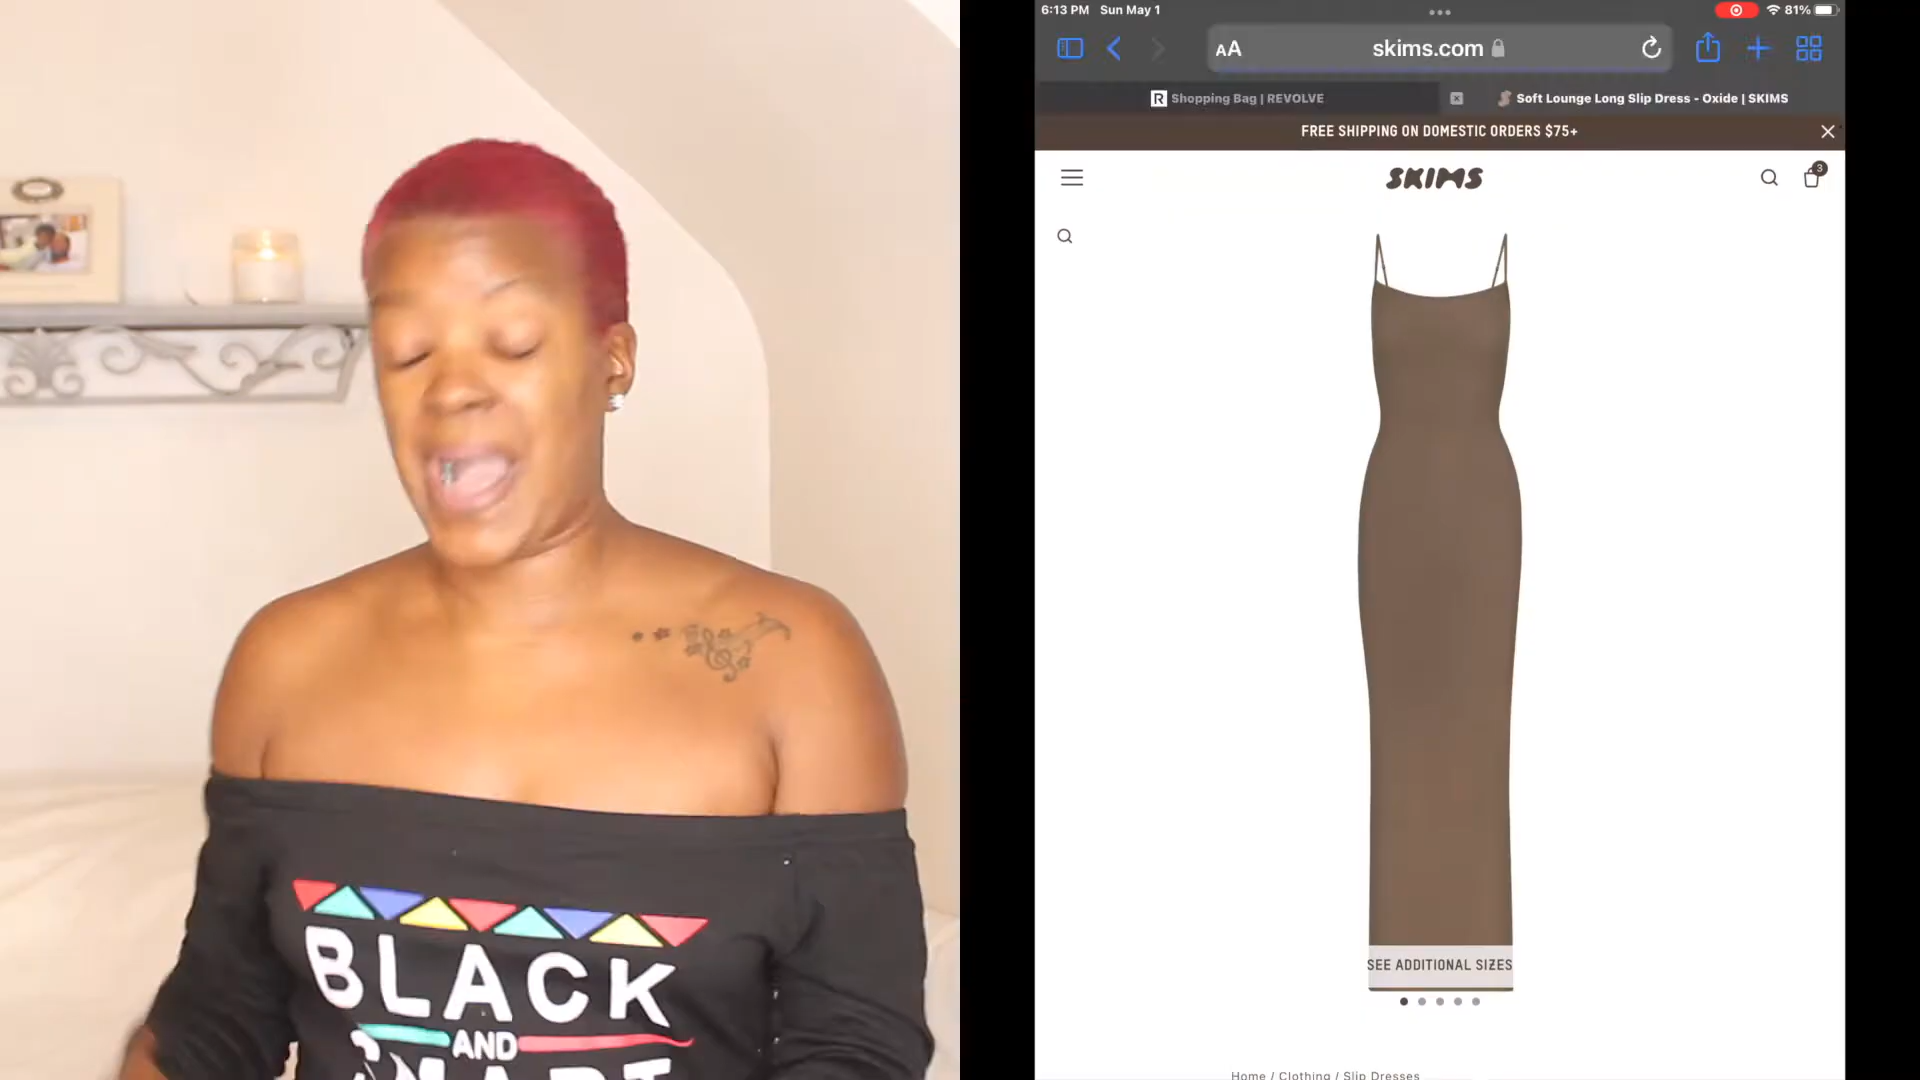 BLACK
AND
SMART
6:13 PM Sun May 1
81%
AA skims.com
R Shopping Bag | REVOLVE
Soft Lounge Long Slip Dress - Oxide | SKIMS
FREE SHIPPING ON DOMESTIC ORDERS $75+
SKIMS
3
SEE ADDITIONAL SIZES
Home / Clothing / Slip Dresses